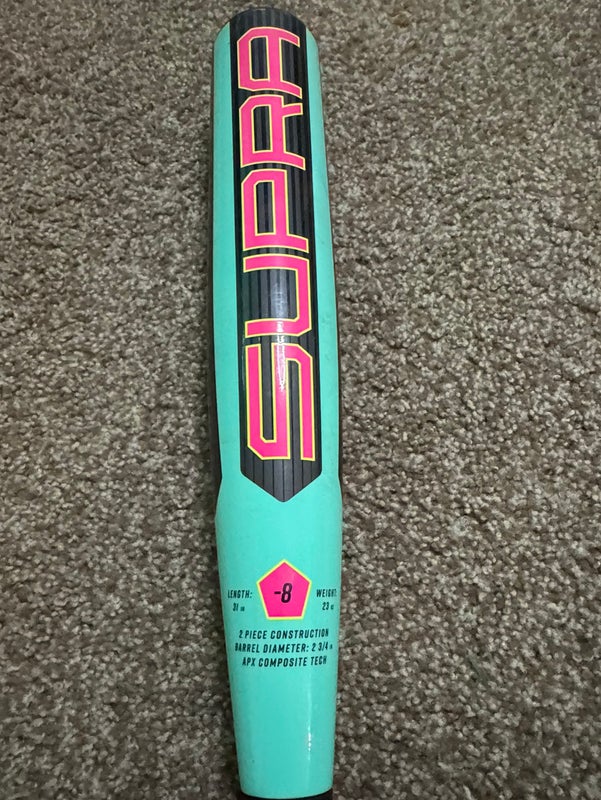 SUPRA
-8
LENGTH:
31 IN
WEIGHT:
23 OZ
2 PIECE CONSTRUCTION
BARREL DIAMETER: 2 3/4 IN
APX COMPOSITE TECH